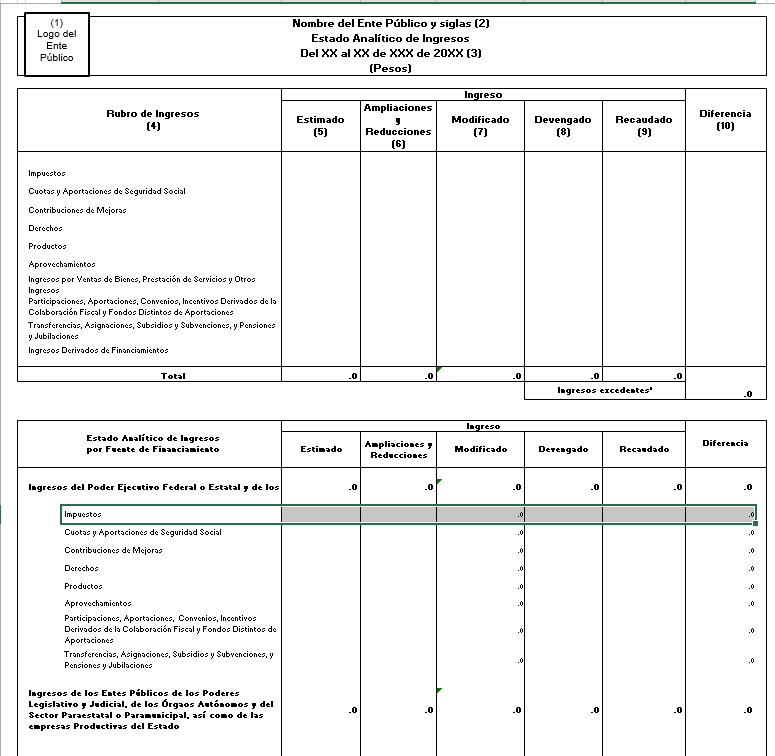 (1)
Logo del
Ente
Público
Nombre del Ente Público y siglas (2)
Estado Analítico de Ingresos
Del XX al XX de XXX de 20XX (3)
(Pesos)
Rubro de Ingresos
(4)
Ingreso
Estimado
(5)
Ampliaciones
y
Reducciones
(6)
Modificado
(7)
Devengado
(8)
Recaudado
(9)
Diferencia
(10)
Impuestos
Cuotas y Aportaciones de Seguridad Social
Contribuciones de Mejoras
Derechos
Productos
Aprovechamientos
Ingresos por Ventas de Bienes, Prestación de Servicios y Otros
Ingresos
Participaciones, Aportaciones, Convenios, Incentivos Derivados de la
Colaboración Fiscal y Fondos Distintos de Aportaciones
Transferencias, Asignaciones, Subsidios y Subvenciones, y Pensiones
y Jubilaciones
Ingresos Derivados de Financiamientos
Total .0 .0 .0 .0 .0
Ingresos excedentes¹ .0
Estado Analítico de Ingresos
por Fuente de Financiamiento
Ingreso
Estimado
Ampliaciones y
Reducciones
Modificado
Devengado
Recaudado
Diferencia
Ingresos del Poder Ejecutivo Federal o Estatal y de los .0 .0 .0 .0 .0 .0
Impuestos .0 .0
Cuotas y Aportaciones de Seguridad Social .0 .0
Contribuciones de Mejoras .0 .0
Derechos .0 .0
Productos .0 .0
Aprovechamientos .0 .0
Participaciones, Aportaciones, Convenios, Incentivos
Derivados de la Colaboración Fiscal y Fondos Distintos de .0 .0
Aportaciones
Transferencias, Asignaciones, Subsidios y Subvenciones, y
Pensiones y Jubilaciones .0 .0
Ingresos de los Entes Públicos de los Poderes
Legislativo y Judicial, de los Órgaos Autónomos y del
Sector Paraestatal o Paramunicipal, así como de las .0 .0 .0 .0 .0 .0
empresas Productivas del Estado